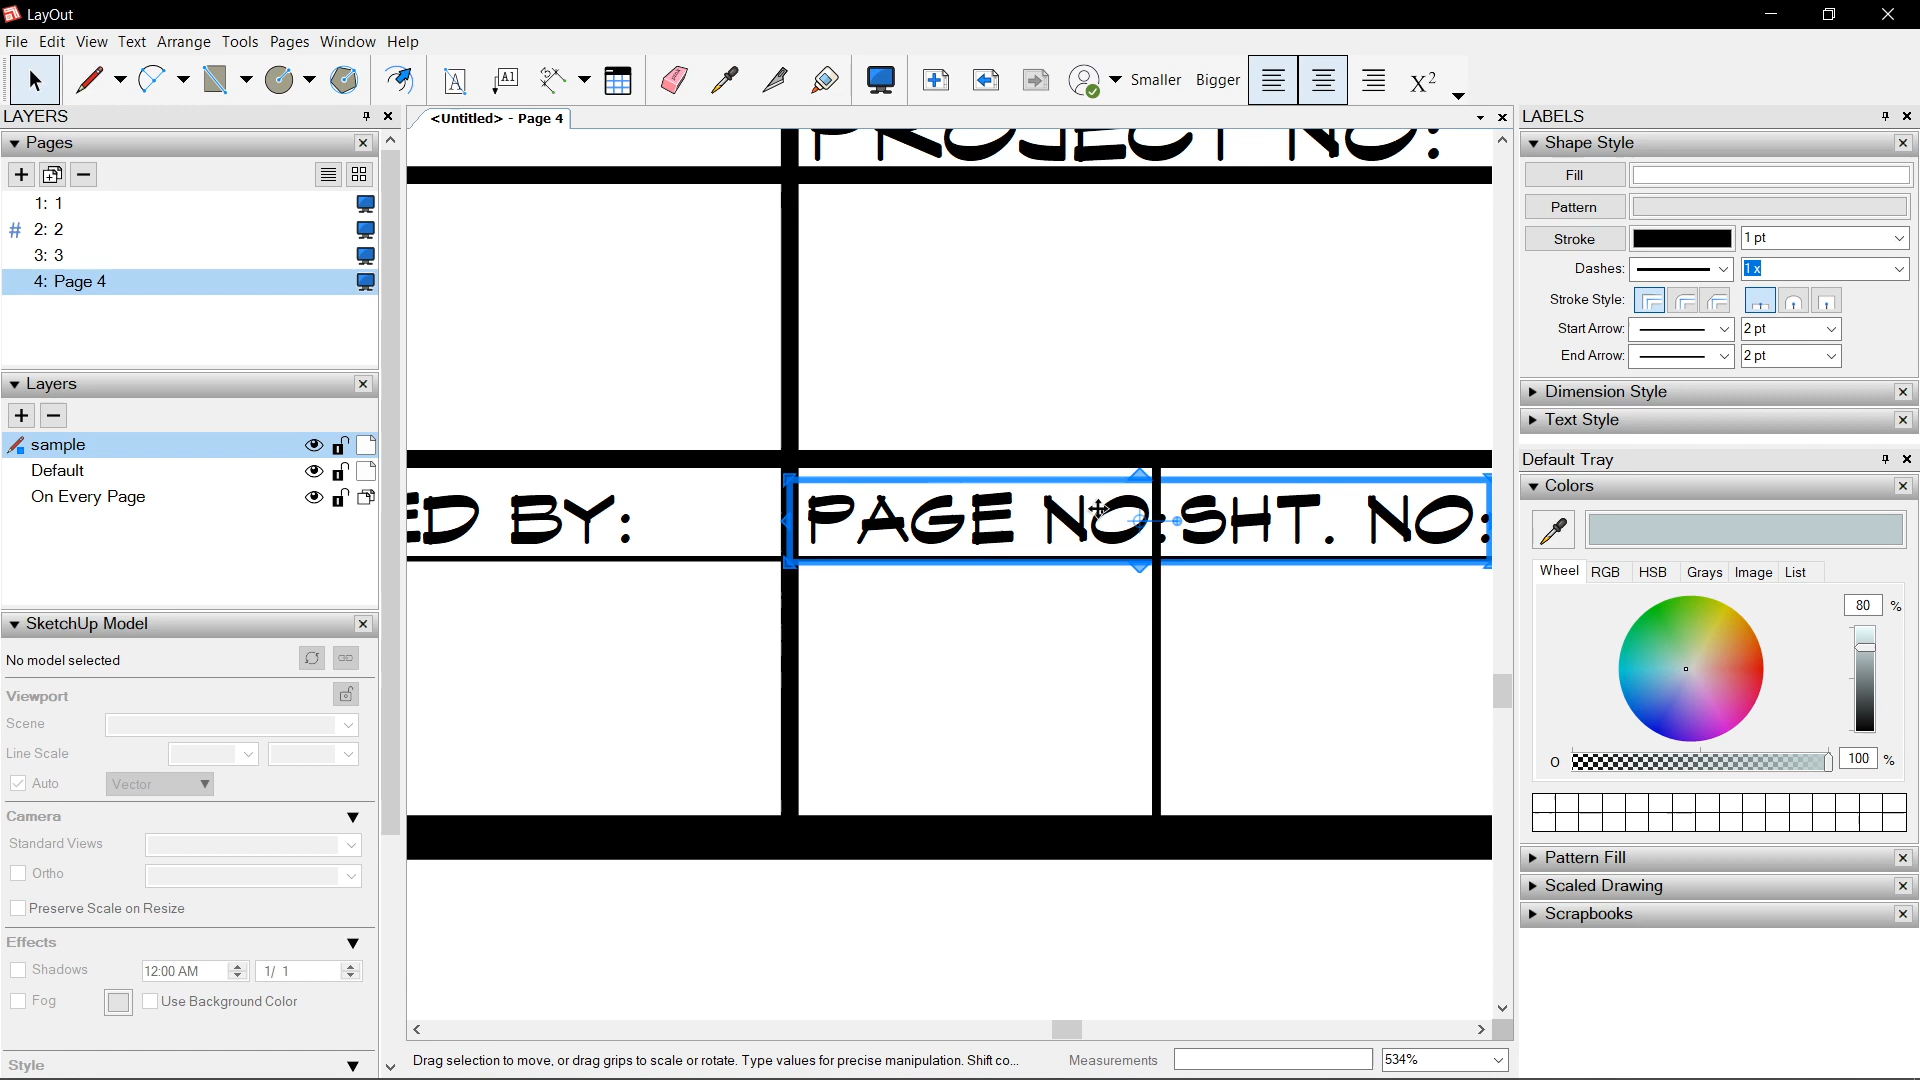 LayOut
File Edit View Text Arrange Tools Pages Window Help
A A1 Smaller Bigger X²
LAYERS
Pages
1: 1
# 2: 2
3: 3
4: Page 4
Layers
sample
Default
On Every Page
SketchUp Model
No model selected
Viewport
Scene
Line Scale
Auto Vector
Camera
Standard Views
Ortho
Preserve Scale on Resize
Effects
Shadows 12:00 AM 1/ 1
Fog Use Background Color
Style
<Untitled> - Page 4
PROJECT NO:
ED BY: PAGE NO: SHT. NO:
Drag selection to move, or drag grips to scale or rotate. Type values for precise manipulation. Shift co... Measurements 534%
LABELS
Shape Style
Fill
Pattern
Stroke 1 pt
Dashes: 1 x
Stroke Style:
Start Arrow: 2 pt
End Arrow: 2 pt
Dimension Style
Text Style
Default Tray
Colors
Wheel RGB HSB Grays Image List
80 %
O 100 %
Pattern Fill
Scaled Drawing
Scrapbooks